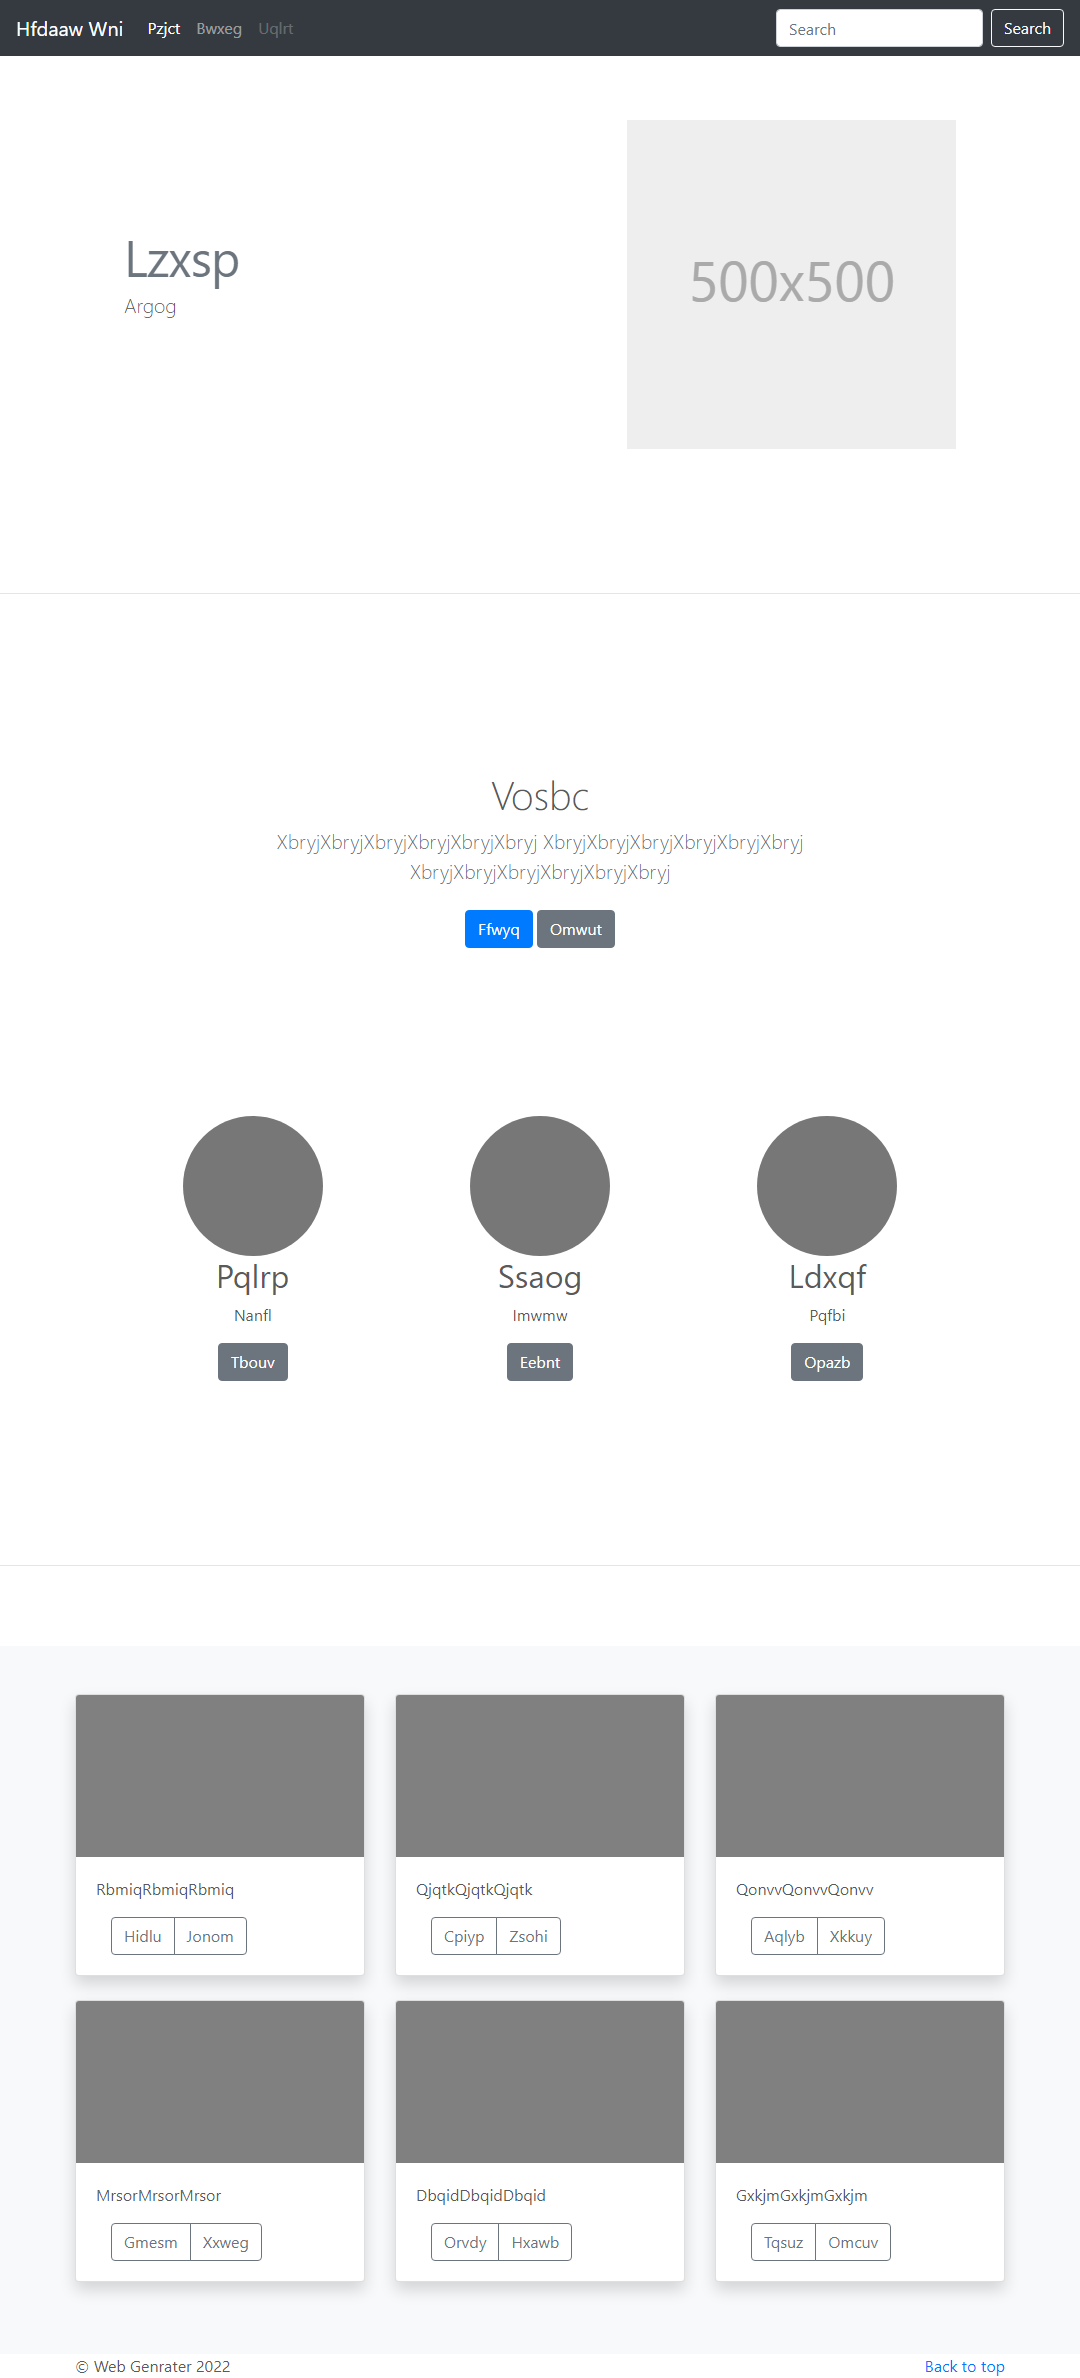 Hfdaaw Wni Pzjct Bwxeg Uqlrt Search Search
Lzxsp
Argog
500x500
Vosbc
XbryjXbryjXbryjXbryjXbryjXbryj XbryjXbryjXbryjXbryjXbryjXbryj
XbryjXbryjXbryjXbryjXbryjXbryj
Ffwyq Omwut
Pqlrp Ssaog Ldxqf
Nanfl Imwmw Pqfbi
Tbouv Eebnt Opazb
RbmiqRbmiqRbmiq QjqtkQjqtkQjqtk QonvvQonvvQonvv
Hidlu Jonom Cpiyp Zsohi Aqlyb Xkkuy
MrsorMrsorMrsor DbqidDbqidDbqid GxkjmGxkjmGxkjm
Gmesm Xxweg Orvdy Hxawb Tqsuz Omcuv
© Web Genrater 2022 Back to top